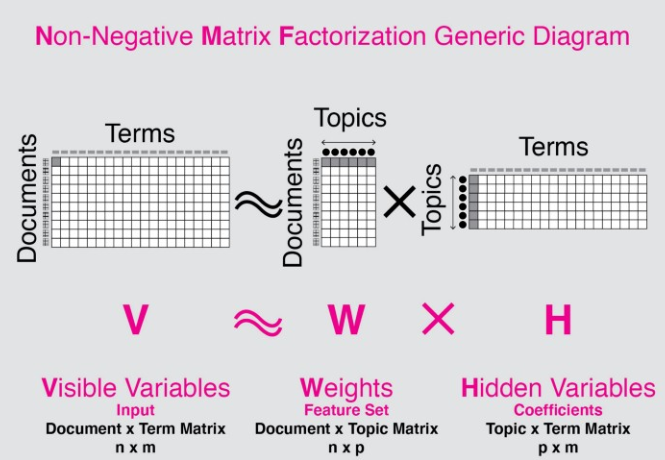 Non-Negative Matrix Factorization Generic Diagram
Terms
Documents
≈
Topics
Documents
×
Terms
Topics
V ≈ W × H
Visible Variables
Input
Document x Term Matrix
n x m
Weights
Feature Set
Document x Topic Matrix
n x p
Hidden Variables
Coefficients
Topic x Term Matrix
p x m